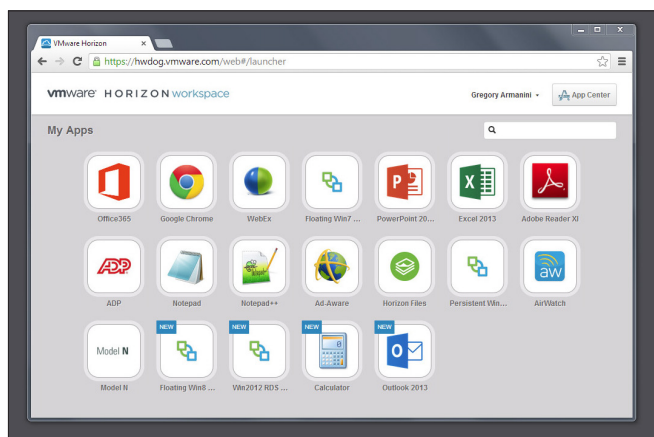 VMware Horizon
https://hwdog.vmware.com/web#/launcher
vmware HORIZON workspace
Gregory Armanini
App Center
My Apps
Office365 Google Chrome WebEx Floating Win7 ... PowerPoint 20... Excel 2013 Adobe Reader XI
ADP
aw
ADP Notepad Notepad++ Ad-Aware Horizon Files Persistent Win... AirWatch
NEW NEW NEW NEW
Model N
Model N Floating Win8 ... Win2012 RDS ... Calculator Outlook 2013